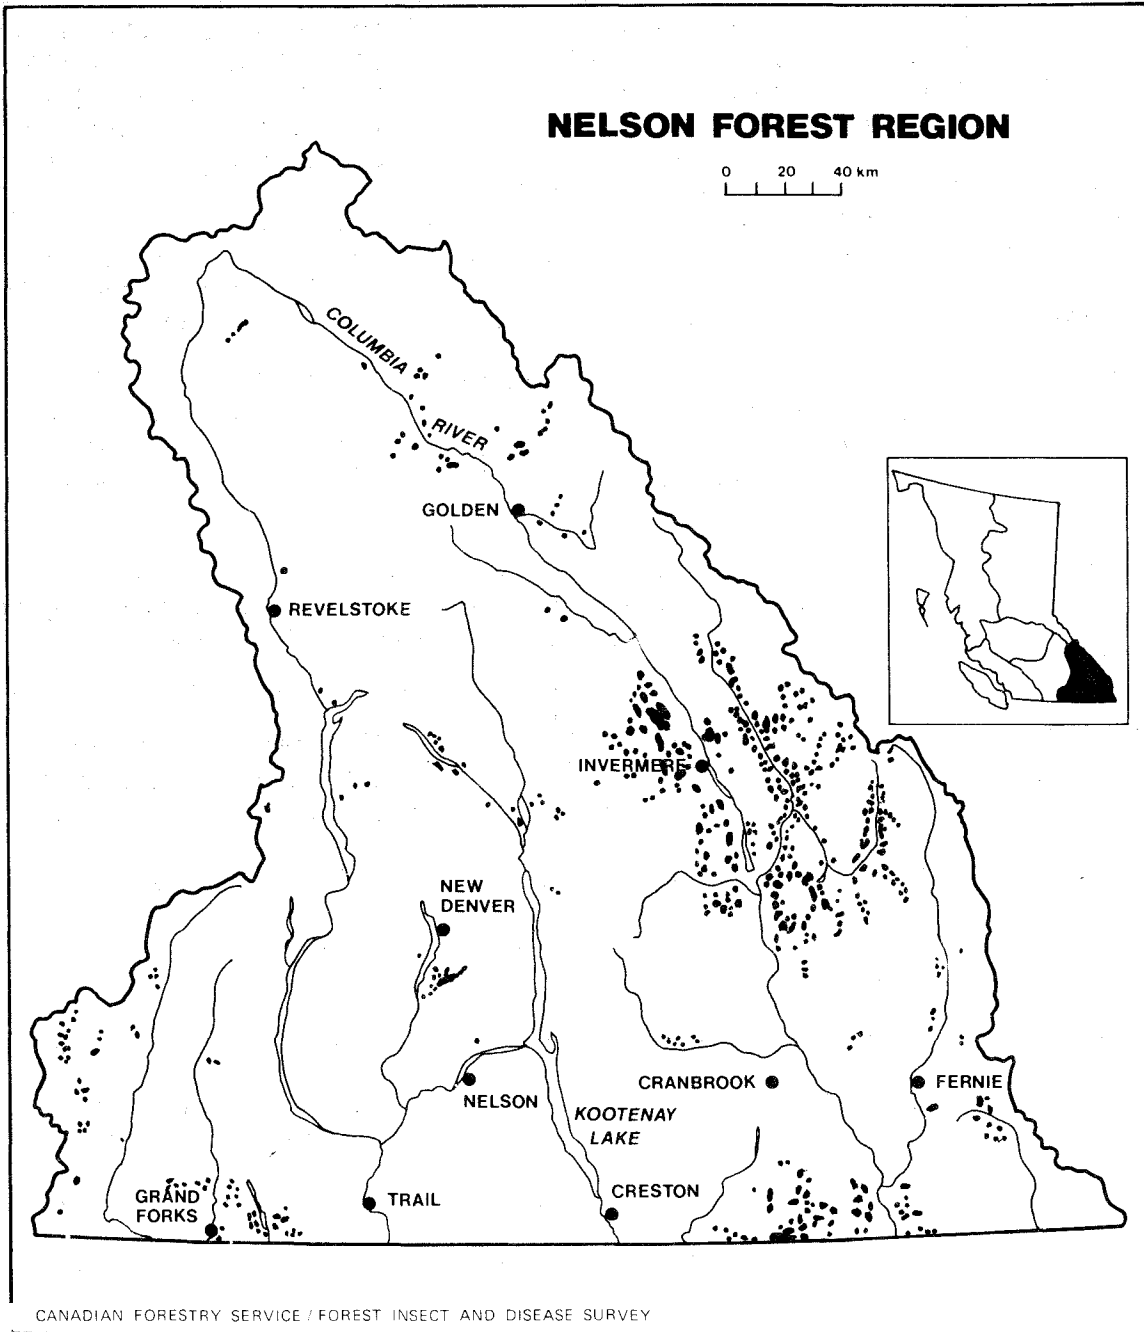 NELSON FOREST REGION
0 20 40 km
COLUMBIA
RIVER
GOLDEN
REVELSTOKE
INVERMERE
NEW
DENVER
CRANBROOK
FERNIE
NELSON
KOOTENAY
LAKE
GRAND
FORKS
TRAIL
CRESTON
CANADIAN FORESTRY SERVICE / FOREST INSECT AND DISEASE SURVEY